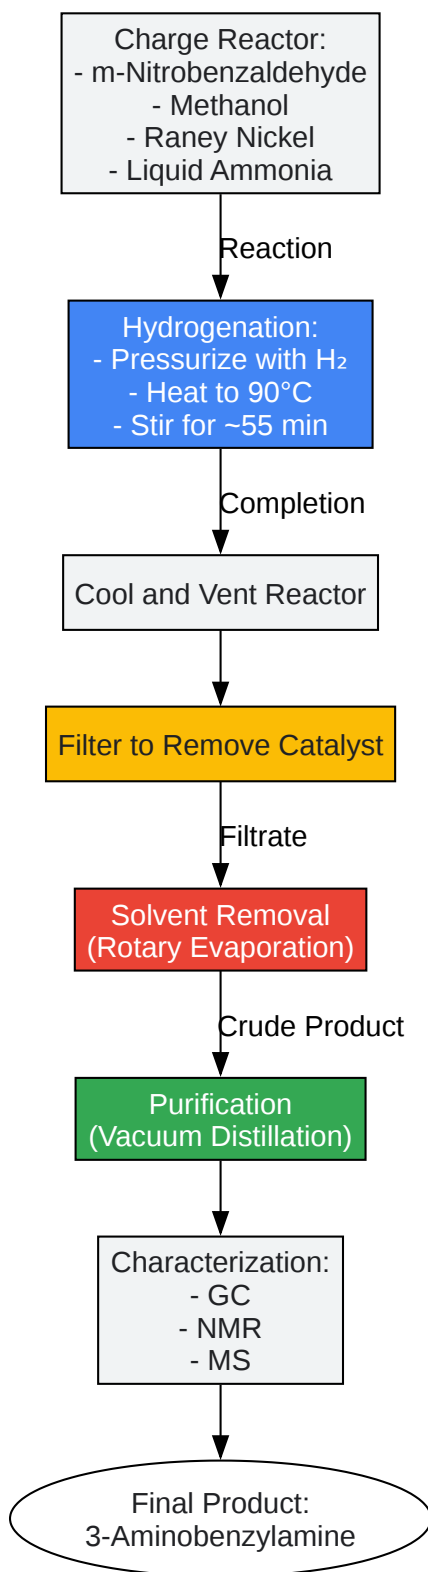 Charge Reactor:
- m-Nitrobenzaldehyde
- Methanol
- Raney Nickel
- Liquid Ammonia
Reaction
Hydrogenation:
- Pressurize with H₂
- Heat to 90°C
- Stir for ~55 min
Completion
Cool and Vent Reactor
Filter to Remove Catalyst
Filtrate
Solvent Removal
(Rotary Evaporation)
Crude Product
Purification
(Vacuum Distillation)
Characterization:
- GC
- NMR
- MS
Final Product:
3-Aminobenzylamine